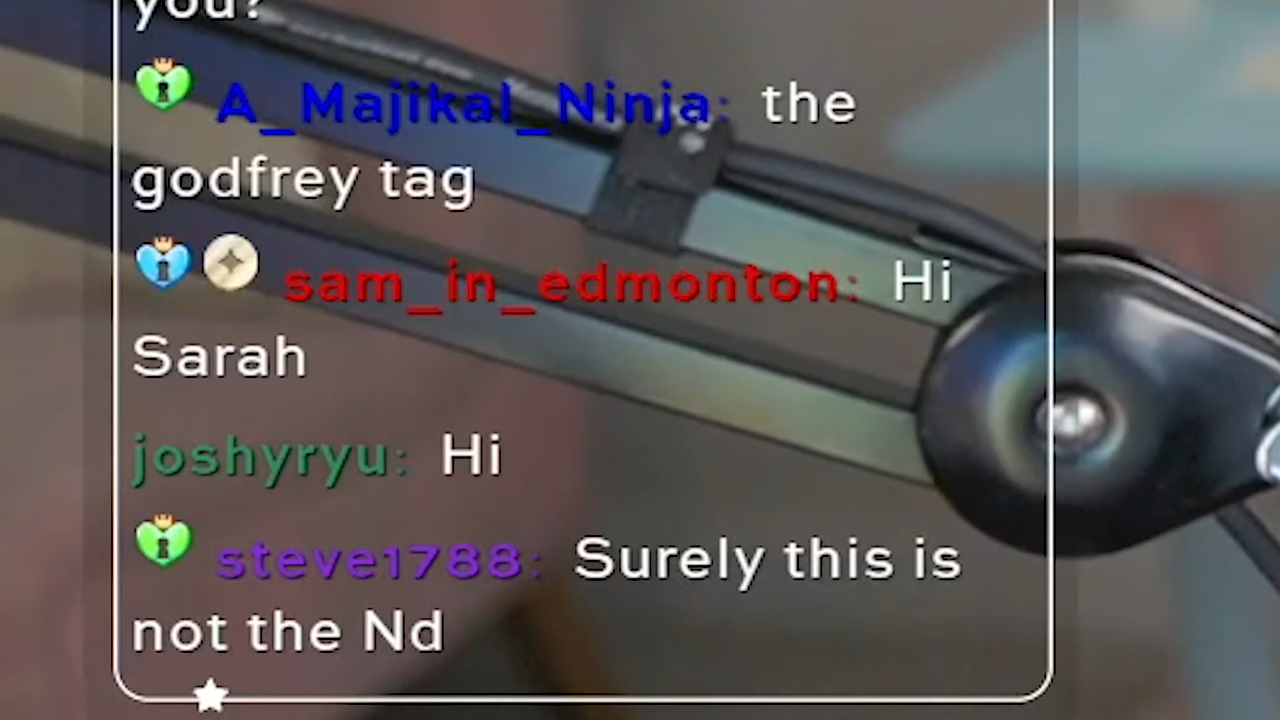 you?
A_Majikal_Ninja: the
godfrey tag
sam_in_edmonton: Hi
Sarah
joshyryu: Hi
steve1788: Surely this is
not the Nd